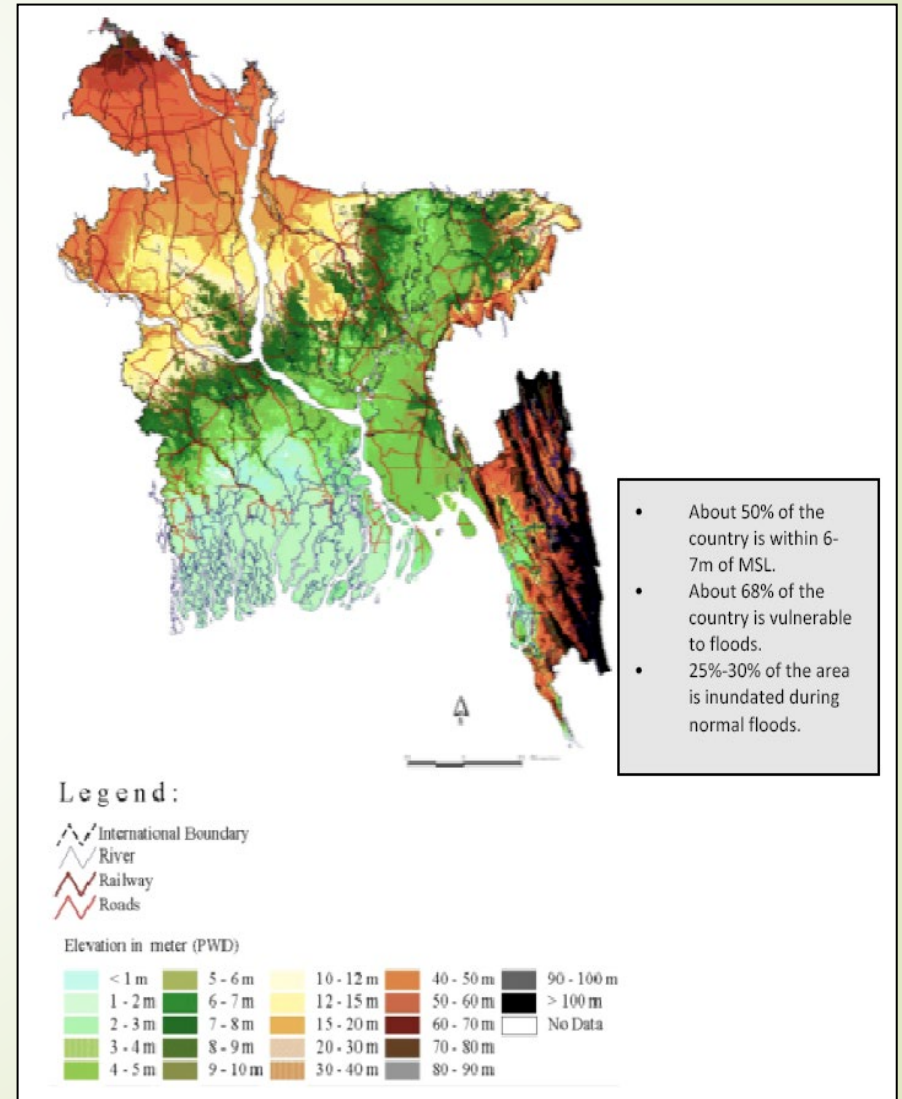 • About 50% of the
country is within 6-
7m of MSL.
• About 68% of the
country is vulnerable
to floods.
• 25%-30% of the area
is inundated during
normal floods.
Legend:
International Boundary
River
Railway
Roads
Elevation in meter (PWD)
< 1 m 5 - 6 m 10 - 12 m 40 - 50 m 90 - 100 m
1 - 2 m 6 - 7 m 12 - 15 m 50 - 60 m > 100 m
2 - 3 m 7 - 8 m 15 - 20 m 60 - 70 m No Data
3 - 4 m 8 - 9 m 20 - 30 m 70 - 80 m
4 - 5 m 9 - 10 m 30 - 40 m 80 - 90 m